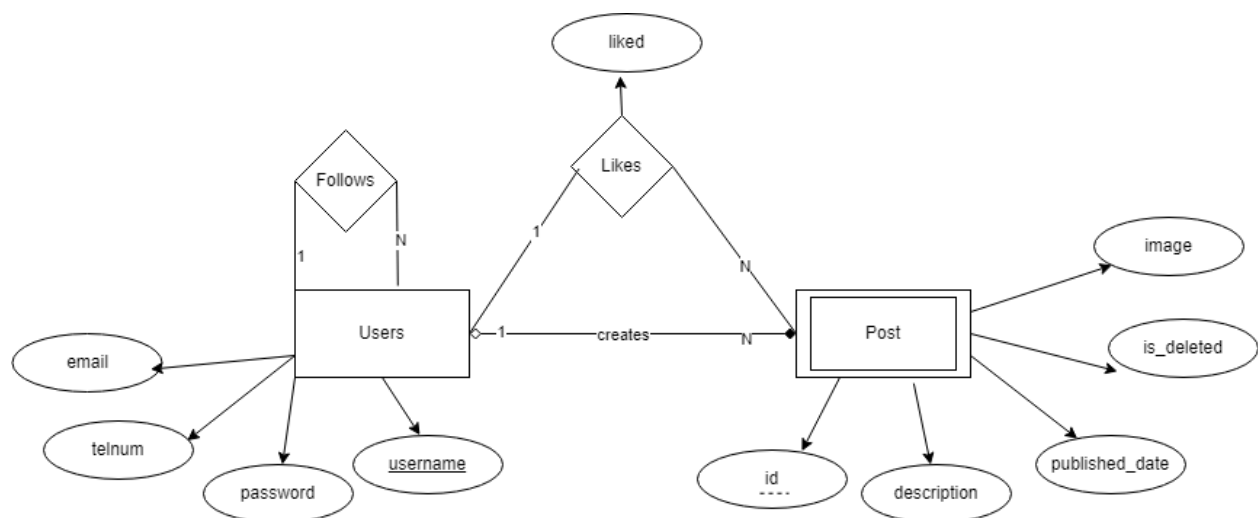 liked
Follows
Likes
1
N
1
N
image
Users
1
creates
N
Post
email
is_deleted
telnum
username
password
id
description
published_date